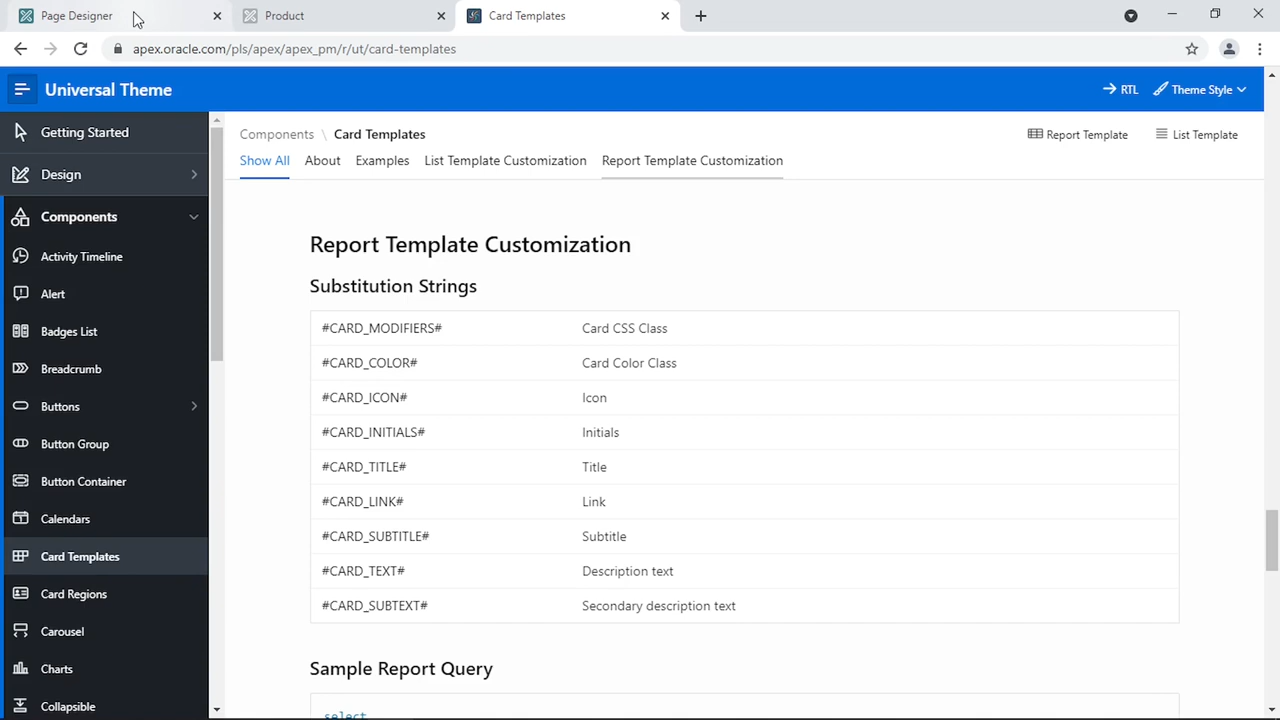 Page Designer
Product
Card Templates
apex.oracle.com/pls/apex/apex_pm/r/ut/card-templates
Universal Theme
RTL
Theme Style
Getting Started
Design
Components
Activity Timeline
Alert
Badges List
Breadcrumb
Buttons
Button Group
Button Container
Calendars
Card Templates
Card Regions
Carousel
Charts
Collapsible
Components \ Card Templates
Report Template
List Template
Show All About Examples List Template Customization Report Template Customization
Report Template Customization
Substitution Strings
#CARD_MODIFIERS# Card CSS Class
#CARD_COLOR# Card Color Class
#CARD_ICON# Icon
#CARD_INITIALS# Initials
#CARD_TITLE# Title
#CARD_LINK# Link
#CARD_SUBTITLE# Subtitle
#CARD_TEXT# Description text
#CARD_SUBTEXT# Secondary description text
Sample Report Query
select